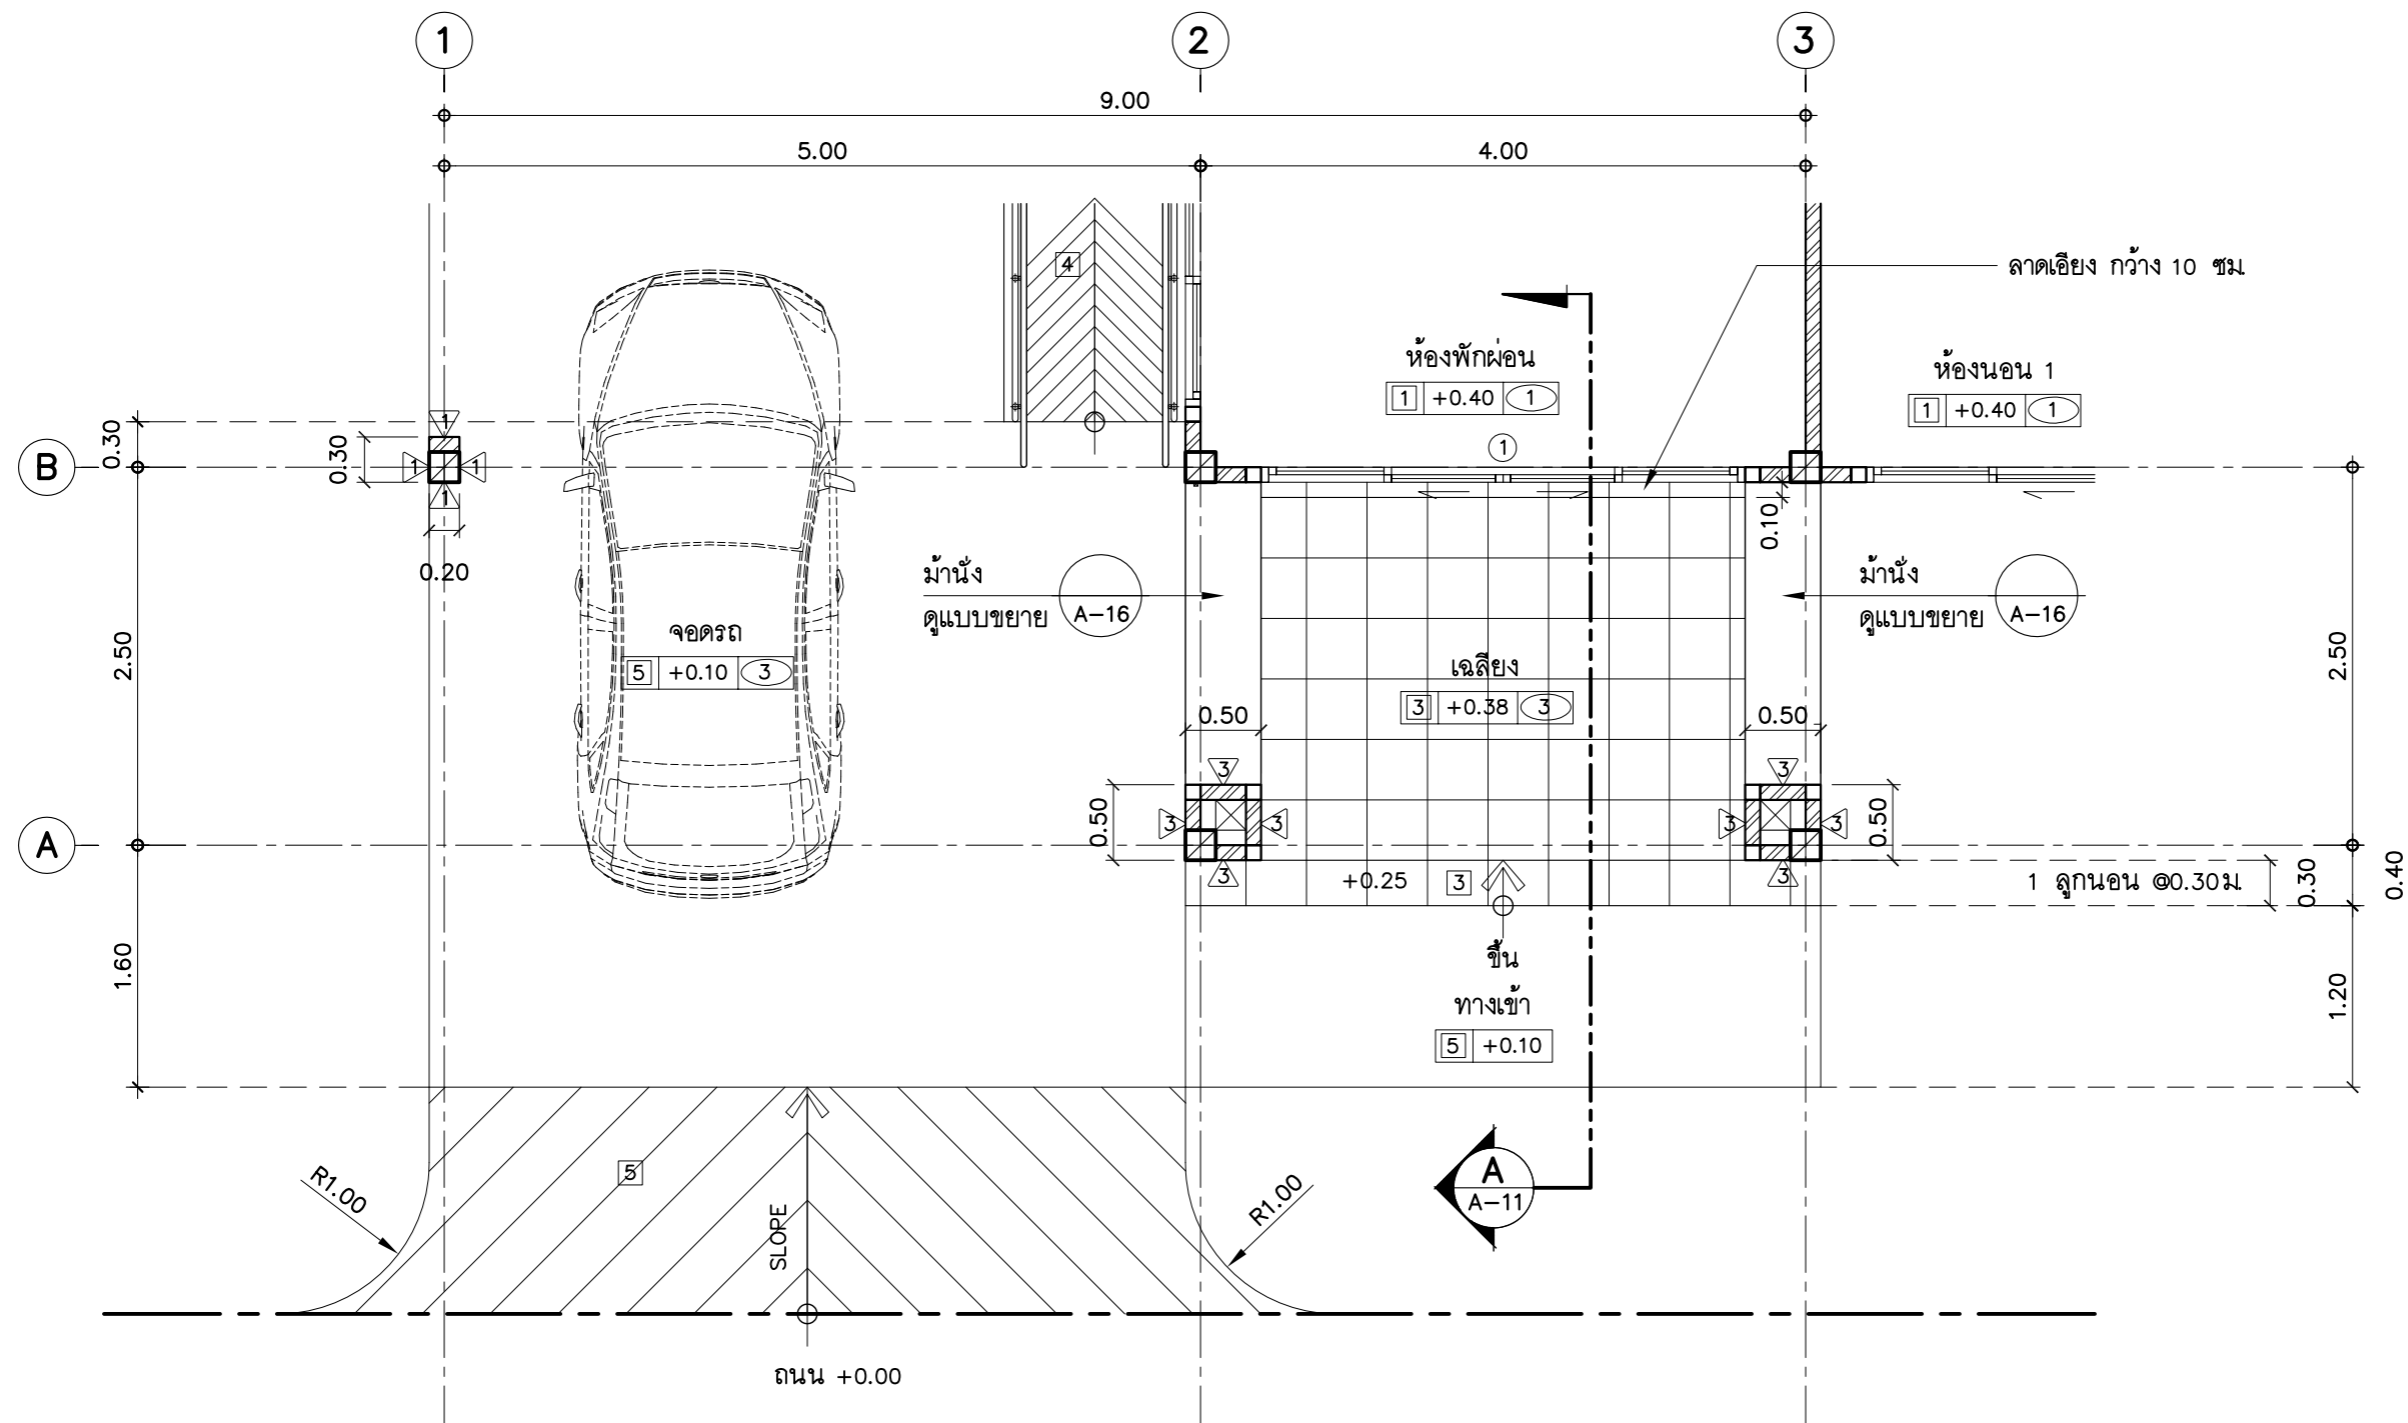 1
2
3
9.00
5.00
4.00
4
ลาดเอียง กว้าง 10 ซม.
ห้องพักผ่อน
1 +0.40 1
ห้องนอน 1
1 +0.40 1
0.30
0.30
B
1
1
1
1
1
0.20
0.10
ม้านั่ง
ดูแบบขยาย
A-16
ม้านั่ง
ดูแบบขยาย
A-16
2.50
จอดรถ
5 +0.10 3
เฉลียง
3 +0.38 3
2.50
0.50
0.50
0.50
3
3
3
3
3
3
3
3
0.50
A
+0.25
3
1 ลูกนอน @0.30ม.
0.30
0.40
ขึ้น
ทางเข้า
5 +0.10
1.60
1.20
R1.00
5
SLOPE
R1.00
A
A-11
ถนน +0.00